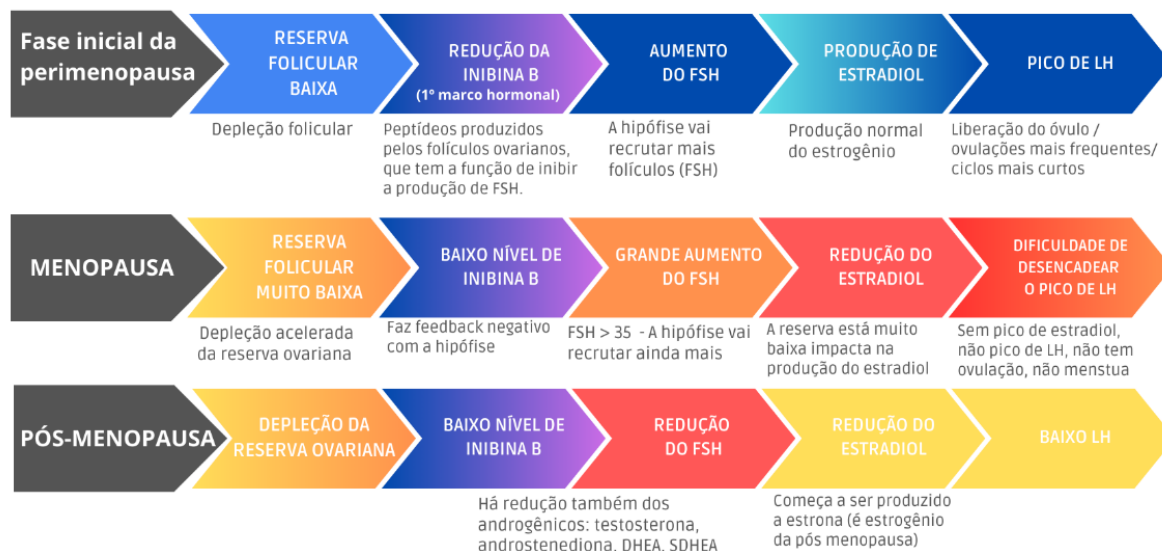 Fase inicial da
perimenopausa
RESERVA
FOLICULAR
BAIXA
REDUÇÃO DA
INIBINA B
(1º marco hormonal)
AUMENTO
DO FSH
PRODUÇÃO DE
ESTRADIOL
PICO DE LH
Depleção folicular
Peptídeos produzidos
pelos folículos ovarianos,
que tem a função de inibir
a produção de FSH.
A hipófise vai
recrutar mais
folículos (FSH)
Produção normal
do estrogênio
Liberação do óvulo /
ovulações mais frequentes/
ciclos mais curtos
MENOPAUSA
RESERVA
FOLICULAR
MUITO BAIXA
BAIXO NÍVEL DE
INIBINA B
GRANDE AUMENTO
DO FSH
REDUÇÃO DO
ESTRADIOL
DIFICULDADE DE
DESENCADEAR
O PICO DE LH
Depleção acelerada
da reserva ovariana
Faz feedback negativo
com a hipófise
FSH > 35 - A hipófise vai
recrutar ainda mais
A reserva está muito
baixa impacta na
produção do estradiol
Sem pico de estradiol,
não pico de LH, não tem
ovulação, não menstua
PÓS-MENOPAUSA
DEPLEÇÃO DA
RESERVA OVARIANA
BAIXO NÍVEL DE
INIBINA B
REDUÇÃO
DO FSH
REDUÇÃO DO
ESTRADIOL
BAIXO LH
Há redução também dos
androgênicos: testosterona,
androstenediona, DHEA, SDHEA
Começa a ser produzido
a estrona (é estrogênio
da pós menopausa)